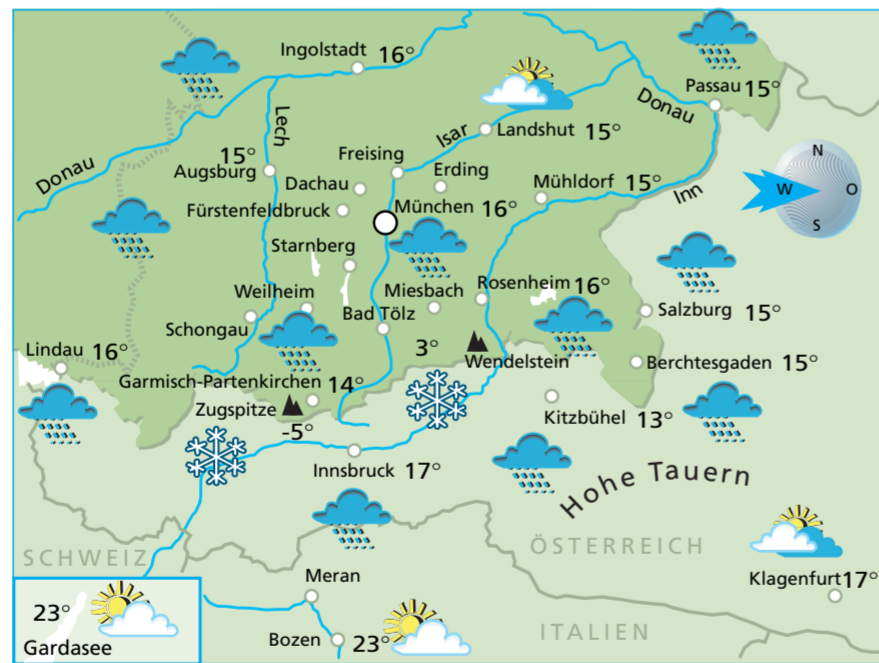 Ingolstadt 16°
Passau 15°
Donau
Lech
Isar
Landshut 15°
Donau
15°
Augsburg
Freising
Erding
Dachau
Mühldorf 15°
Inn
N
W
O
S
Fürstenfeldbruck
München 16°
Starnberg
Weilheim
Miesbach
Rosenheim 16°
Schongau
Bad Tölz
Salzburg 15°
Lindau 16°
3°
Wendelstein
Berchtesgaden 15°
Garmisch-Partenkirchen 14°
Zugspitze
-5°
Kitzbühel 13°
Innsbruck 17°
Hohe Tauern
SCHWEIZ
ÖSTERREICH
Klagenfurt 17°
Meran
23°
Gardasee
Bozen 23°
ITALIEN